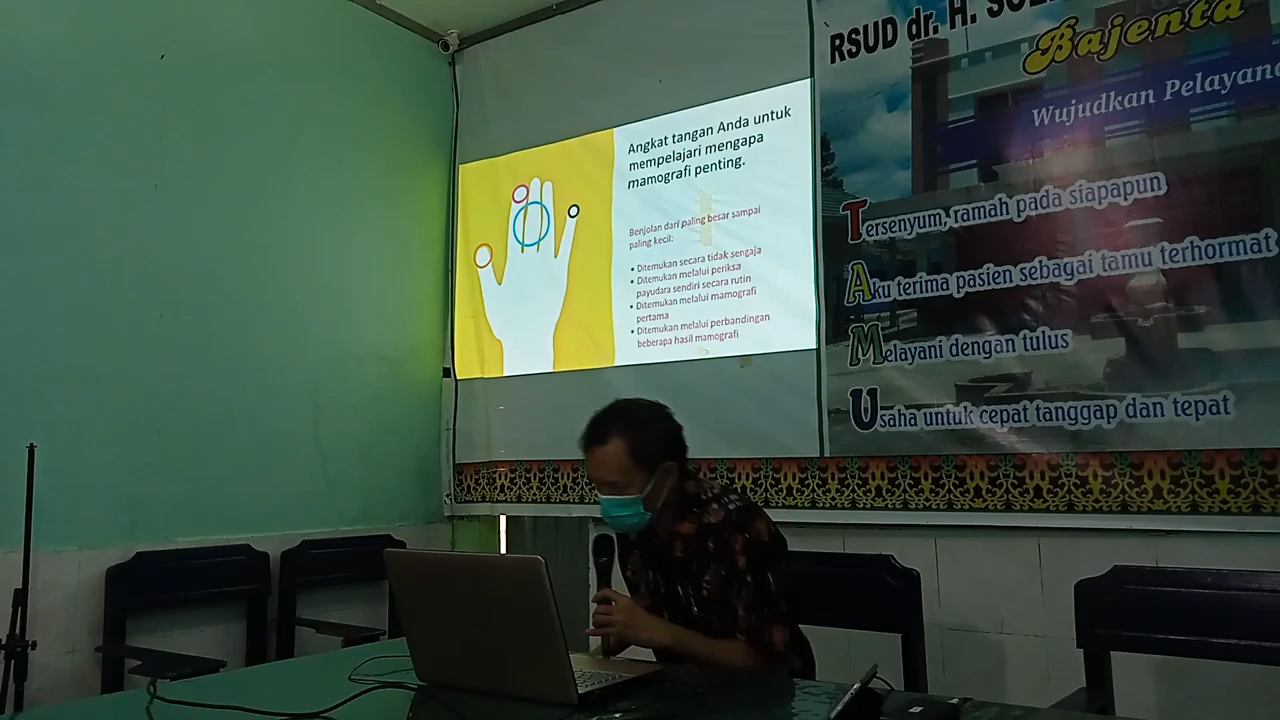 Angkat tangan Anda untuk
mempelajari mengapa
mamografi penting.
Benjolan dari paling besar sampai
paling kecil:
• Ditemukan secara tidak sengaja
• Ditemukan melalui periksa
payudara sendiri secara rutin
• Ditemukan melalui mamografi
pertama
• Ditemukan melalui perbandingan
beberapa hasil mamografi
RSUD dr. H.
Bajenta
Wujudkan
Tersenyum, ramah pada siapapun
Aku terima pasien sebagai tamu terhormat
Melayani dengan tulus
Usaha untuk cepat tanggap dan tepat